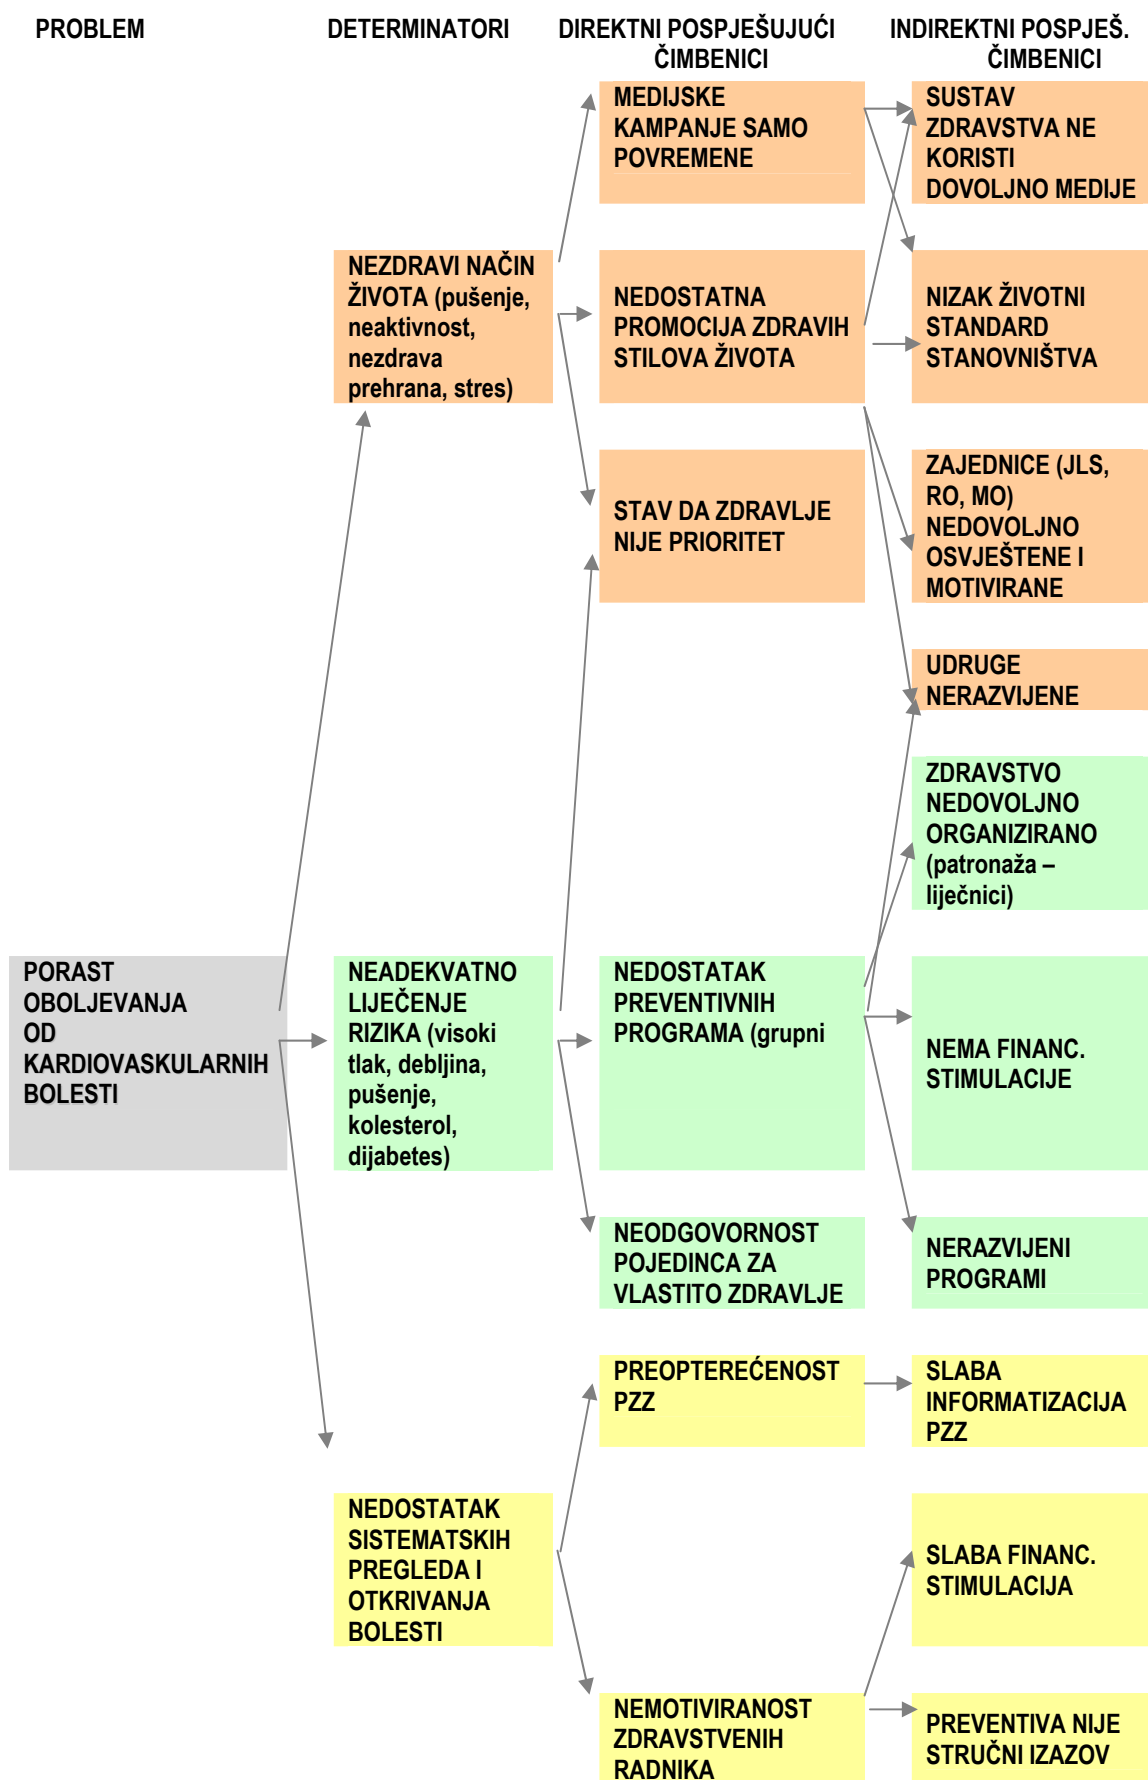 PROBLEM
DETERMINATORI
DIREKTNI POSPJEŠUJUĆI
ČIMBENICI
INDIREKTNI POSPJEŠ.
ČIMBENICI
MEDIJSKE
KAMPANJE SAMO
POVREMENE
SUSTAV
ZDRAVSTVA NE
KORISTI
DOVOLJNO MEDIJE
NEZDRAVI NAČIN
ŽIVOTA (pušenje,
neaktivnost,
nezdrava
prehrana, stres)
NEDOSTATNA
PROMOCIJA ZDRAVIH
STILOVA ŽIVOTA
NIZAK ŽIVOTNI
STANDARD
STANOVNIŠTVA
STAV DA ZDRAVLJE
NIJE PRIORITET
ZAJEDNICE (JLS,
RO, MO)
NEDOVOLJNO
OSVJEŠTENE I
MOTIVIRANE
UDRUGE
NERAZVIJENE
ZDRAVSTVO
NEDOVOLJNO
ORGANIZIRANO
(patronaža –
liječnici)
PORAST
OBOLJEVANJA
OD
KARDIOVASKULARNIH
BOLESTI
NEADEKVATNO
LIJEČENJE
RIZIKA (visoki
tlak, debljina,
pušenje,
kolesterol,
dijabetes)
NEDOSTATAK
PREVENTIVNIH
PROGRAMA (grupni
NEMA FINANC.
STIMULACIJE
NEODGOVORNOST
POJEDINCA ZA
VLASTITO ZDRAVLJE
NERAZVIJENI
PROGRAMI
PREOPTEREĆENOST
PZZ
SLABA
INFORMATIZACIJA
PZZ
NEDOSTATAK
SISTEMATSKIH
PREGLEDA I
OTKRIVANJA
BOLESTI
SLABA FINANC.
STIMULACIJA
NEMOTIVIRANOST
ZDRAVSTVENIH
RADNIKA
PREVENTIVA NIJE
STRUČNI IZAZOV